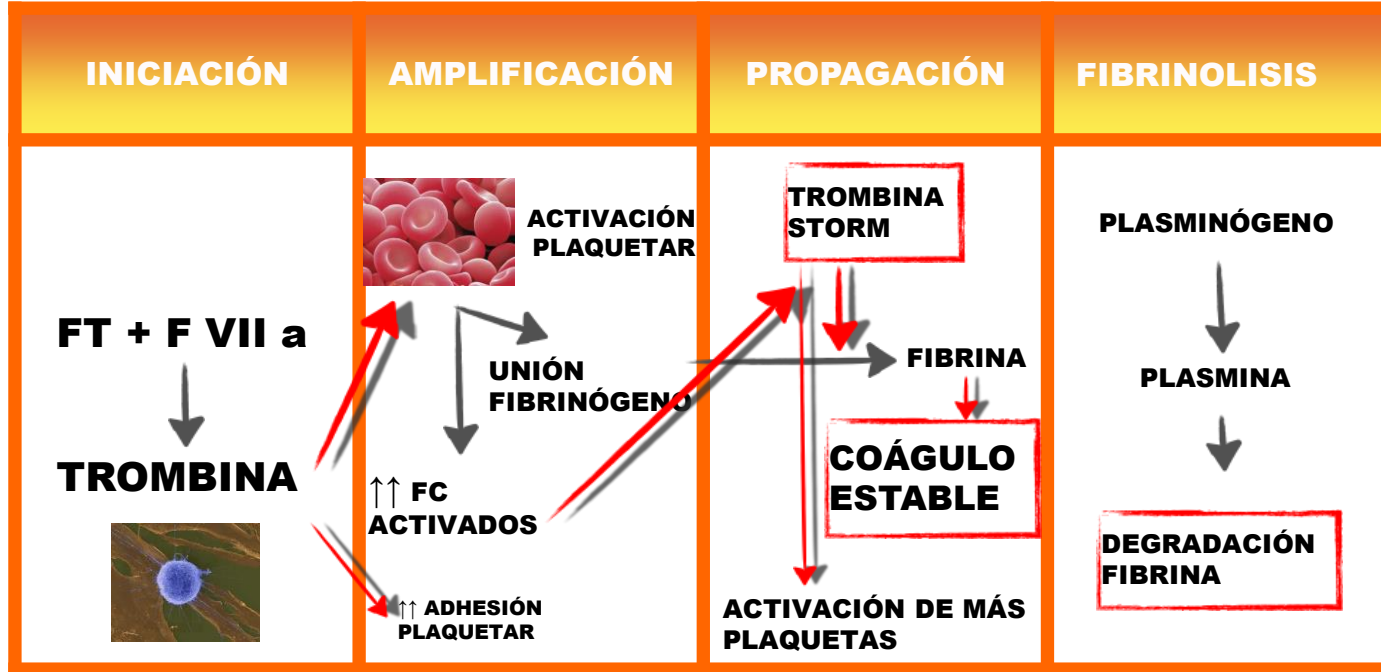 INICIACIÓN
AMPLIFICACIÓN
PROPAGACIÓN
FIBRINOLISIS
FT + F VII a
TROMBINA
ACTIVACIÓN
PLAQUETAR
UNIÓN
FIBRINÓGENO
↑↑ FC
ACTIVADOS
↑↑ ADHESIÓN
PLAQUETAR
TROMBINA
STORM
FIBRINA
COÁGULO
ESTABLE
ACTIVACIÓN DE MÁS
PLAQUETAS
PLASMINÓGENO
PLASMINA
DEGRADACIÓN
FIBRINA